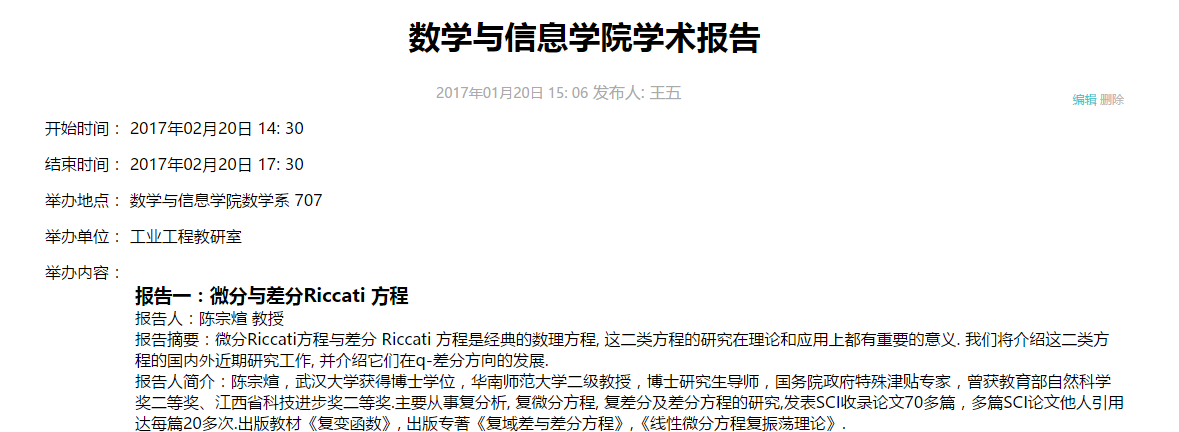 数学与信息学院学术报告
2017年01月20日 15: 06 发布人: 王五
编辑 删除
开始时间： 2017年02月20日 14: 30
结束时间： 2017年02月20日 17: 30
举办地点： 数学与信息学院数学系 707
举办单位： 工业工程教研室
举办内容：
报告一：微分与差分Riccati 方程
报告人：陈宗煊 教授
报告摘要：微分Riccati方程与差分 Riccati 方程是经典的数理方程, 这二类方程的研究在理论和应用上都有重要的意义. 我们将介绍这二类方
程的国内外近期研究工作, 并介绍它们在q-差分方向的发展.
报告人简介：陈宗煊，武汉大学获得博士学位，华南师范大学二级教授，博士研究生导师，国务院政府特殊津贴专家，曾获教育部自然科学
奖二等奖、江西省科技进步奖二等奖.主要从事复分析, 复微分方程, 复差分及差分方程的研究,发表SCI收录论文70多篇，多篇SCI论文他人引用
达每篇20多次.出版教材《复变函数》, 出版专著《复域差与差分方程》,《线性微分方程复振荡理论》.